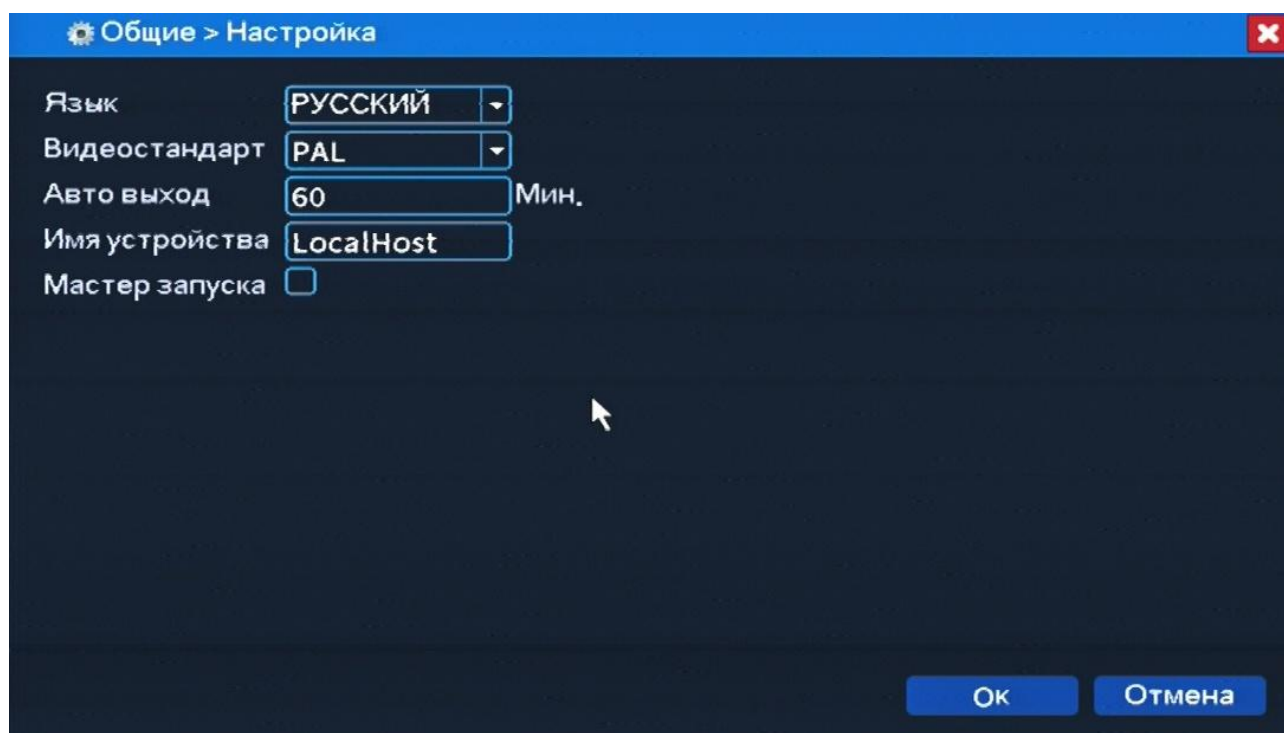 Общие > Настройка
Язык РУССКИЙ
Видеостандарт PAL
Авто выход 60 Мин.
Имя устройства LocalHost
Мастер запуска
Ок Отмена